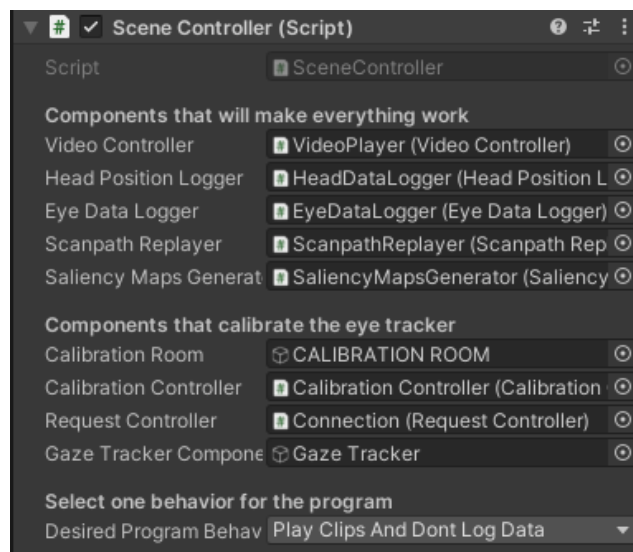 Scene Controller (Script)
Script SceneController
Components that will make everything work
Video Controller VideoPlayer (Video Controller)
Head Position Logger HeadDataLogger (Head Position L
Eye Data Logger EyeDataLogger (Eye Data Logger)
Scanpath Replayer ScanpathReplayer (Scanpath Rep
Saliency Maps Generat SaliencyMapsGenerator (Saliency
Components that calibrate the eye tracker
Calibration Room CALIBRATION ROOM
Calibration Controller Calibration Controller (Calibration
Request Controller Connection (Request Controller)
Gaze Tracker Compone Gaze Tracker
Select one behavior for the program
Desired Program Behav Play Clips And Dont Log Data